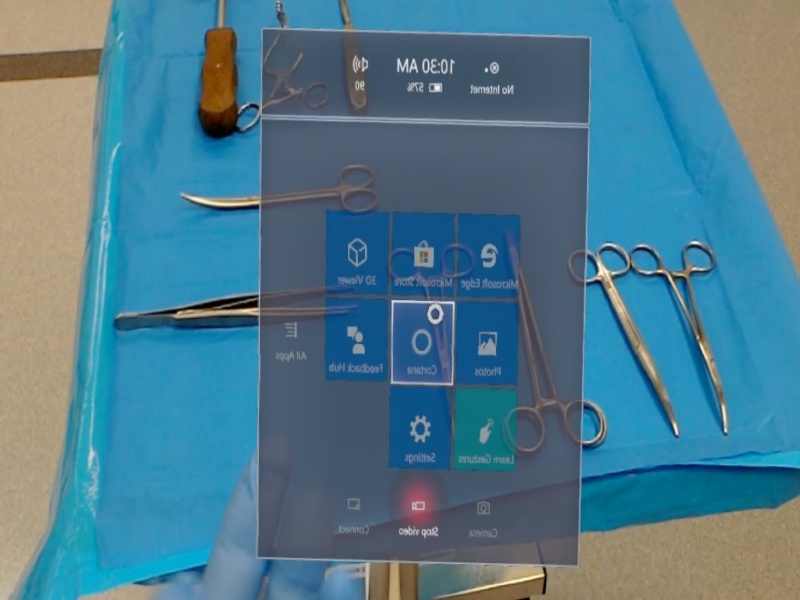 10:30 AM
No Internet 57% 90
Microsoft Edge Microsoft Store 3D Viewer
Photos Cortana Feedback Hub All Apps
Learn Gestures Settings
Camera Stop video Connect